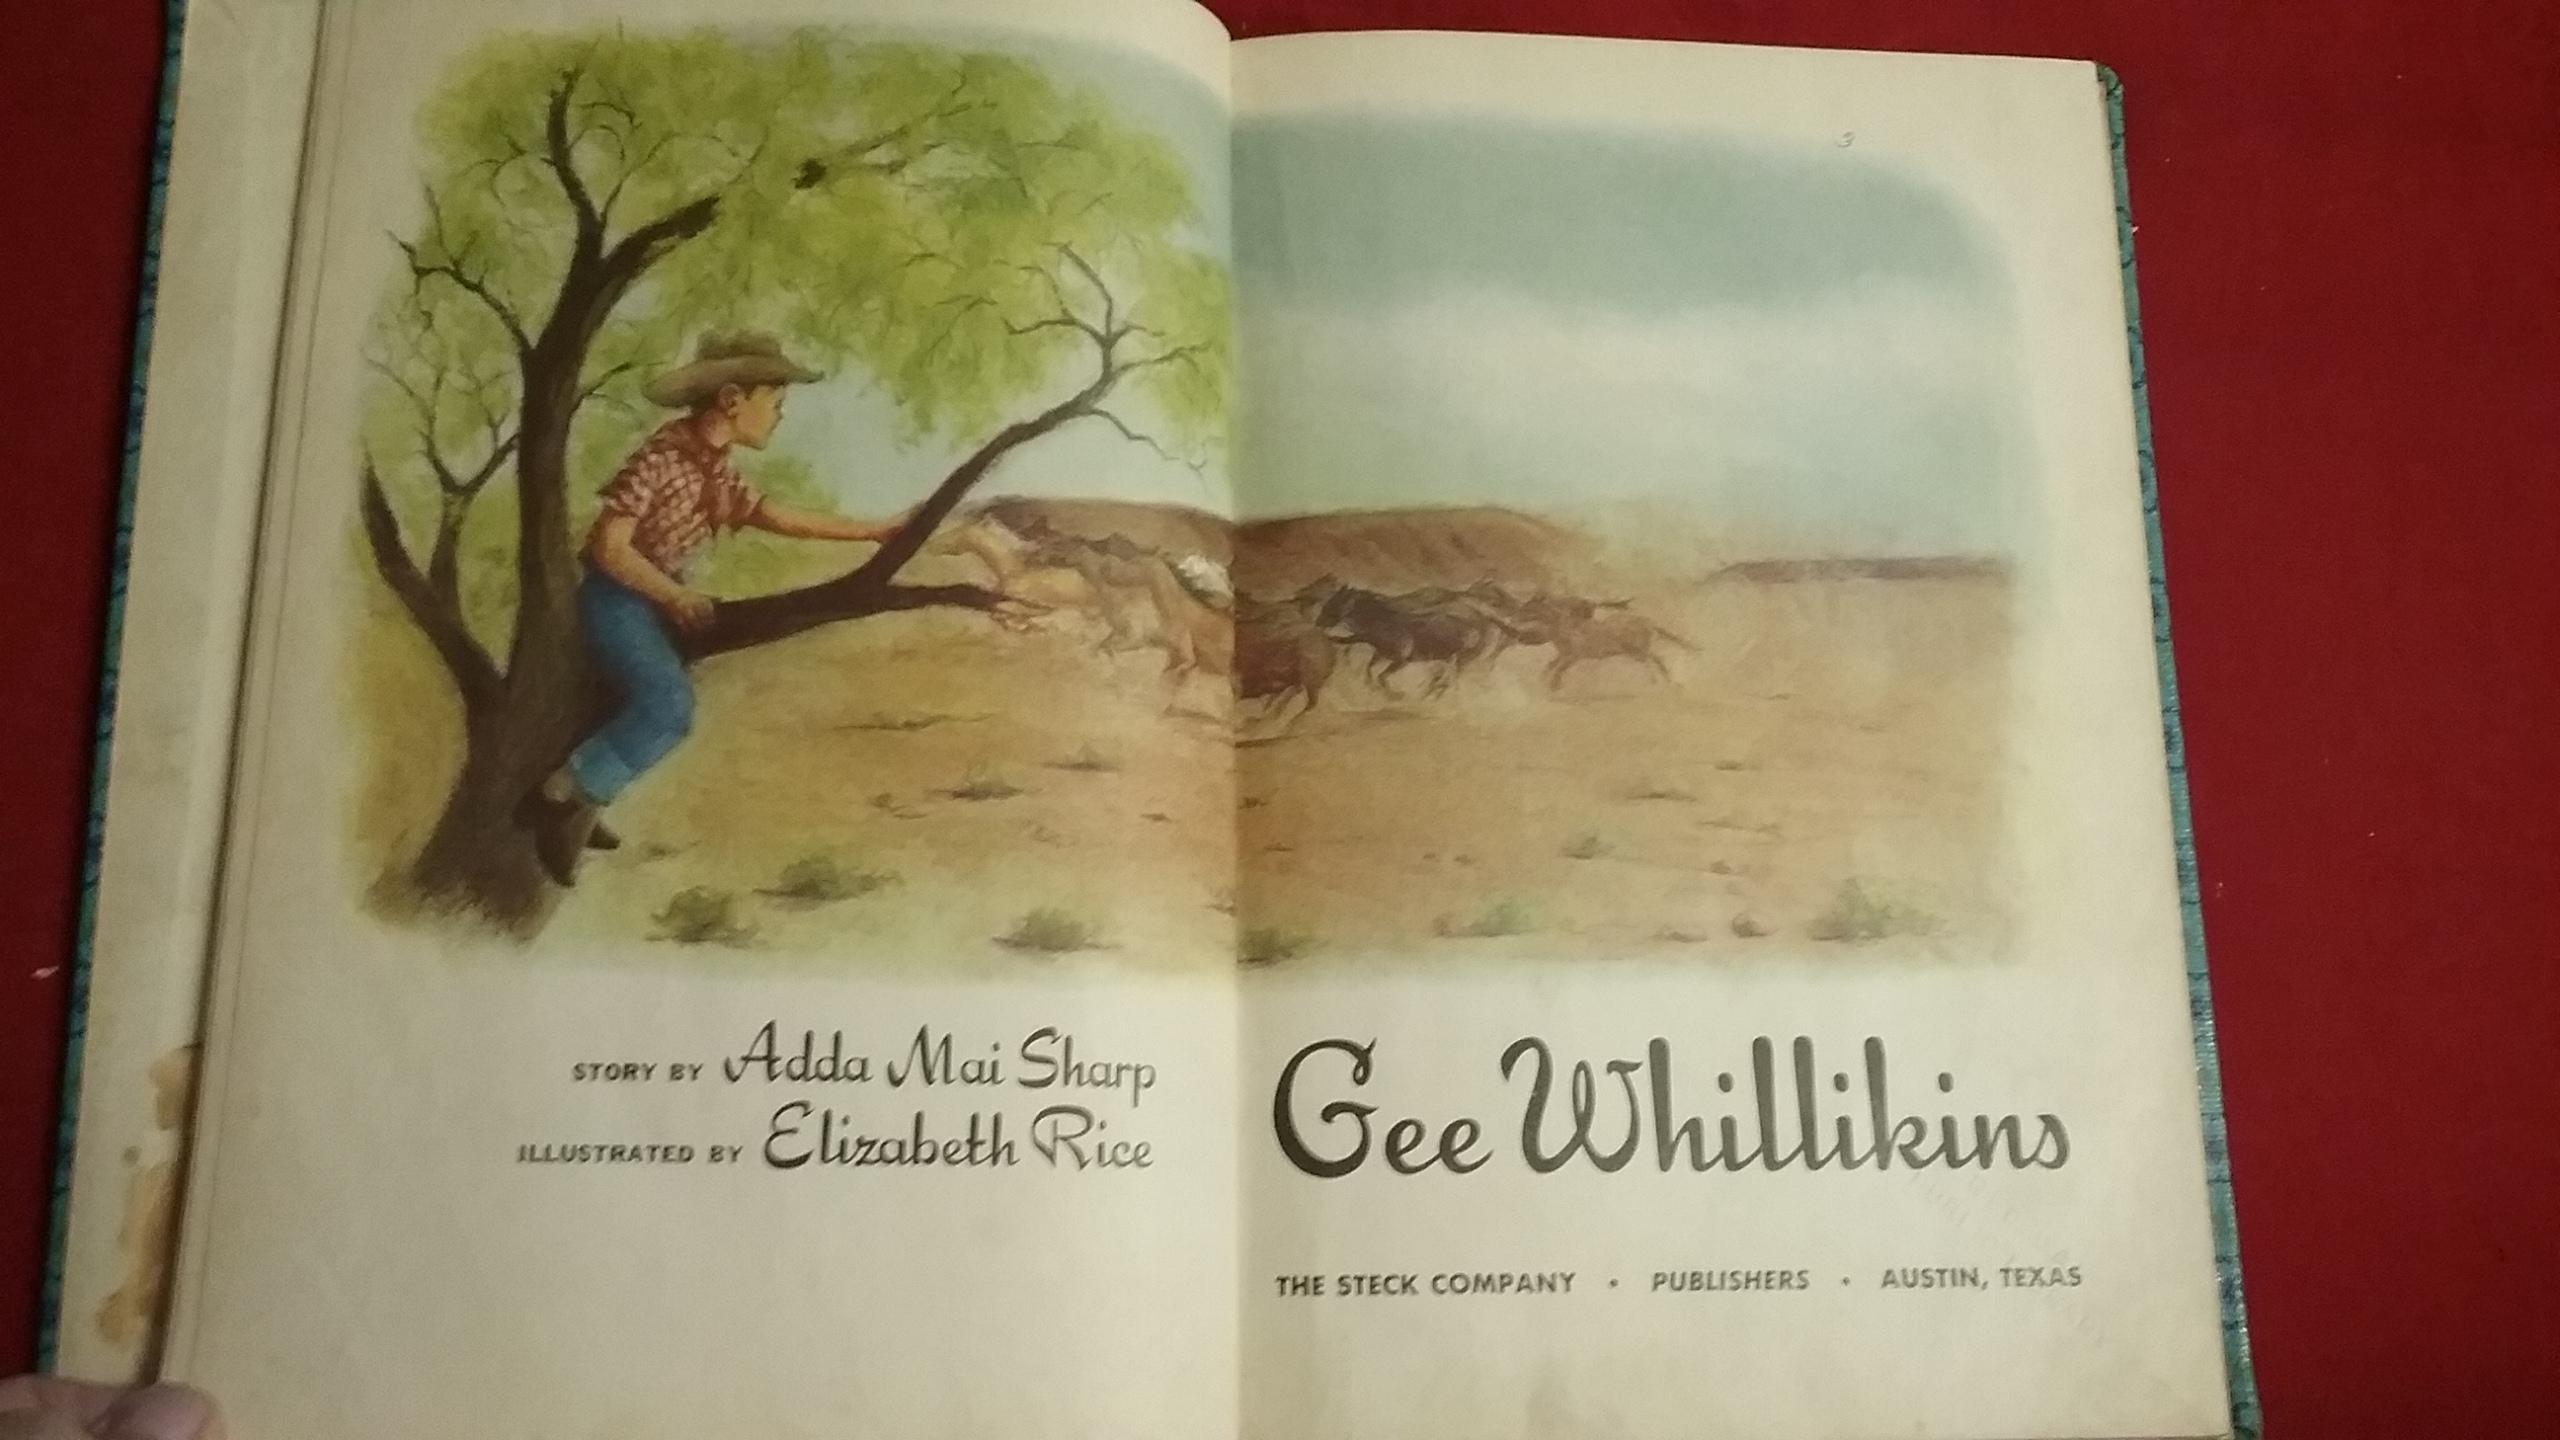 3
STORY BY Adda Mai Sharp
ILLUSTRATED BY Elizabeth Rice
Gee Whillikins
THE STECK COMPANY • PUBLISHERS • AUSTIN, TEXAS